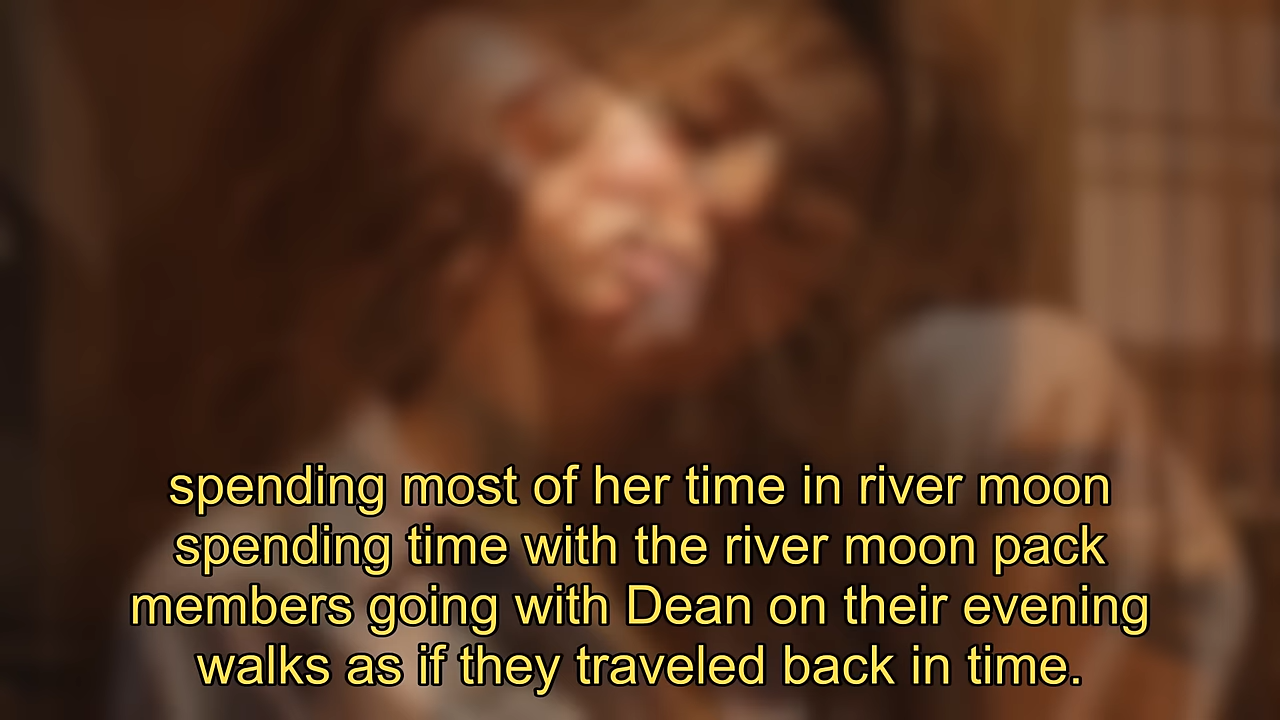 spending most of her time in river moon
spending time with the river moon pack
members going with Dean on their evening
walks as if they traveled back in time.